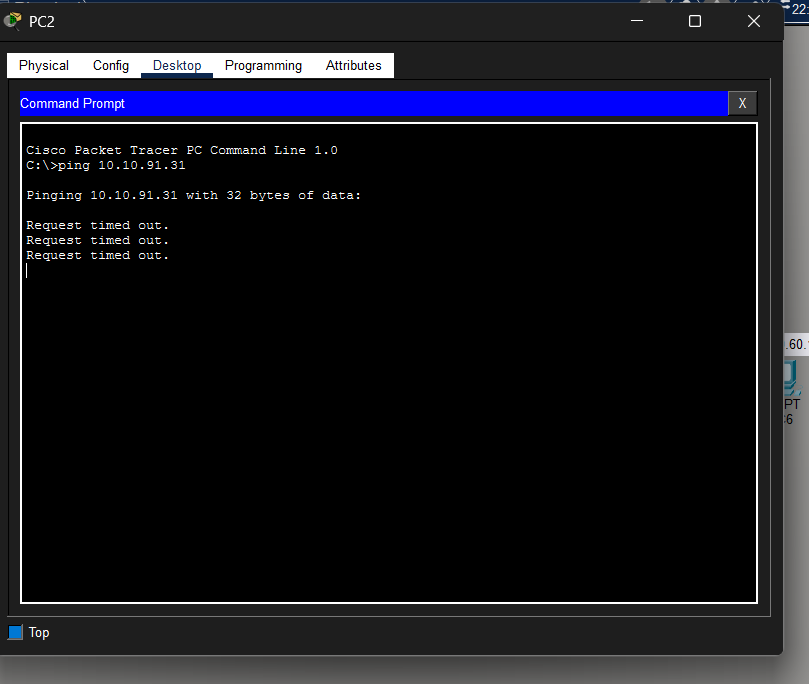 22:
PC2
Physical Config Desktop Programming Attributes
Command Prompt X
Cisco Packet Tracer PC Command Line 1.0
C:\>ping 10.10.91.31
Pinging 10.10.91.31 with 32 bytes of data:
Request timed out.
Request timed out.
Request timed out.
.60.
PT
C6
Top